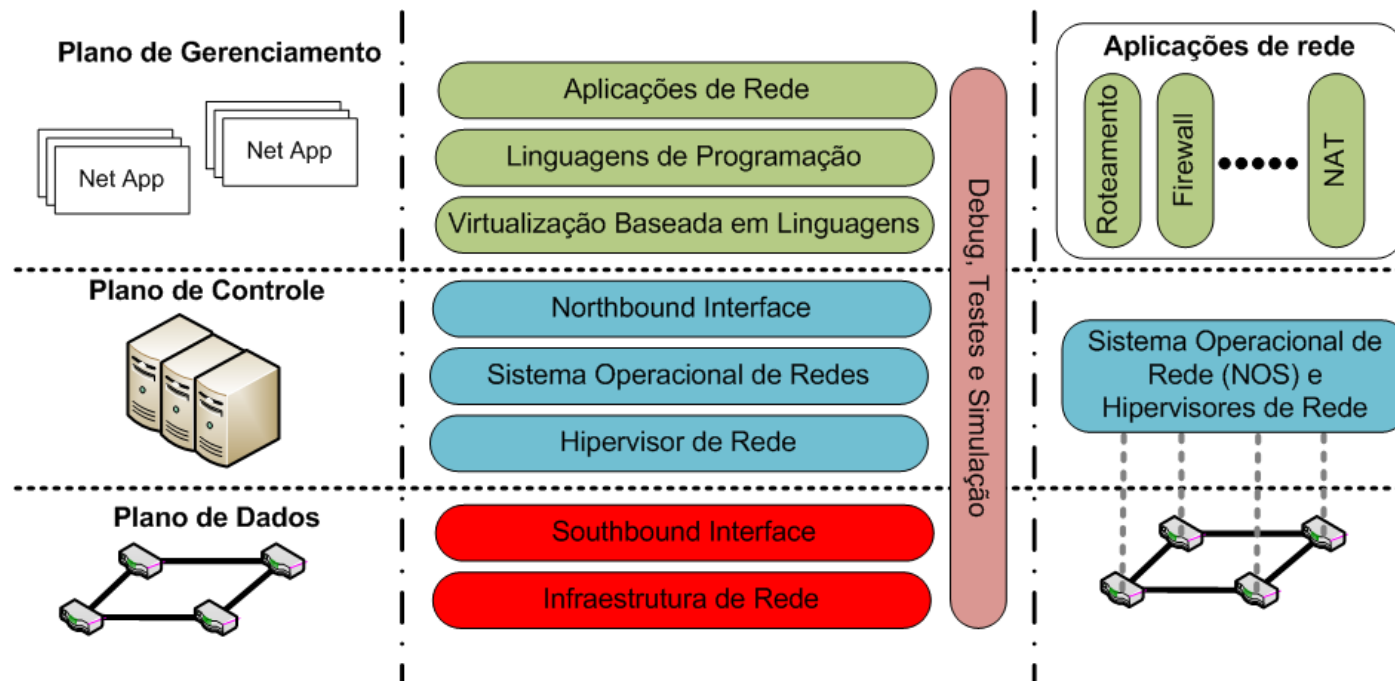 Plano de Gerenciamento
Net App
Net App
Aplicações de Rede
Linguagens de Programação
Virtualização Baseada em Linguagens
Aplicações de rede
Roteamento
Firewall
NAT
Debug, Testes e Simulação
Plano de Controle
Northbound Interface
Sistema Operacional de Redes
Hipervisor de Rede
Sistema Operacional de
Rede (NOS) e
Hipervisores de Rede
Plano de Dados
Southbound Interface
Infraestrutura de Rede